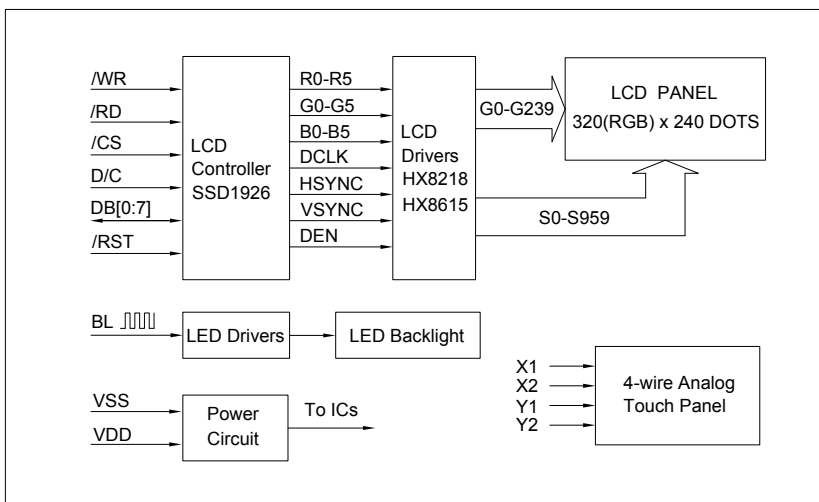 /WR
/RD
/CS
D/C
DB[0:7]
/RST
LCD
Controller
SSD1926
R0-R5
G0-G5
B0-B5
DCLK
HSYNC
VSYNC
DEN
LCD
Drivers
HX8218
HX8615
G0-G239
S0-S959
LCD PANEL
320(RGB) x 240 DOTS
BL
LED Drivers
LED Backlight
VSS
VDD
Power
Circuit
To ICs
X1
X2
Y1
Y2
4-wire Analog
Touch Panel